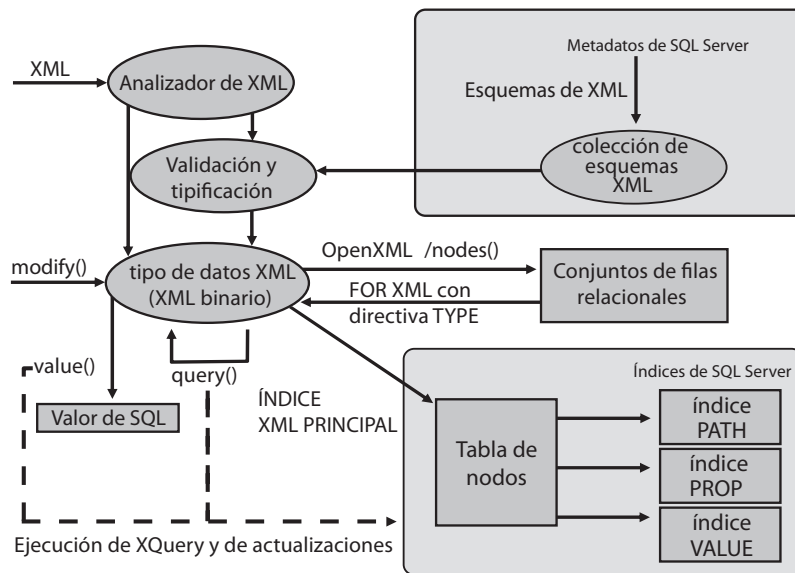 Metadatos de SQL Server
XML
Analizador de XML
Esquemas de XML
colección de
esquemas
XML
Validación y
tipificación
OpenXML /nodes()
modify()
tipo de datos XML
(XML binario)
Conjuntos de filas
relacionales
FOR XML con
directiva TYPE
value()
query()
Índices de SQL Server
ÍNDICE
XML PRINCIPAL
Valor de SQL
Tabla de
nodos
índice
PATH
índice
PROP
índice
VALUE
Ejecución de XQuery y de actualizaciones